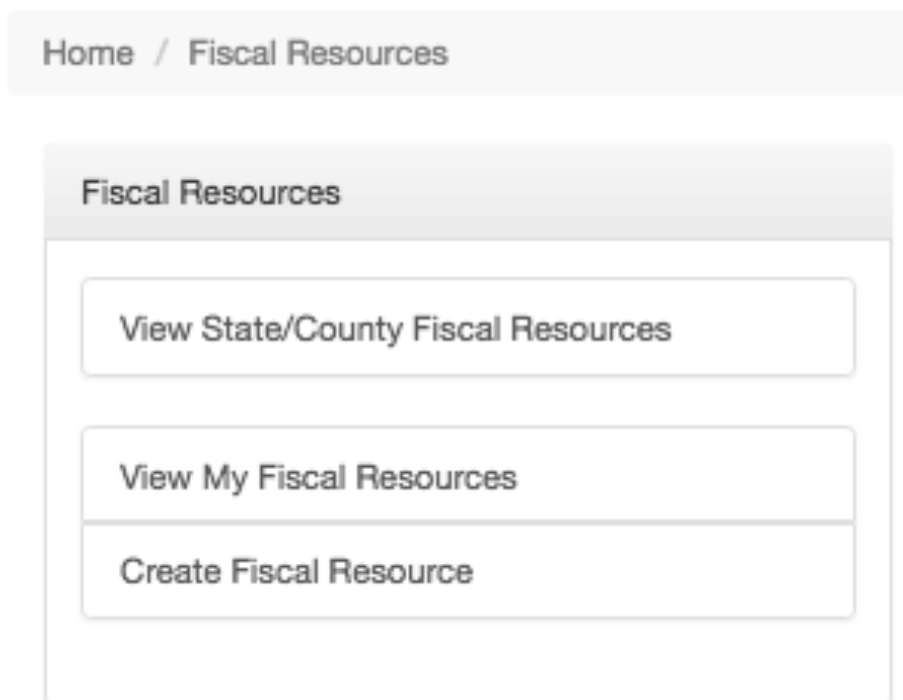 Home / Fiscal Resources
Fiscal Resources
View State/County Fiscal Resources
View My Fiscal Resources
Create Fiscal Resource